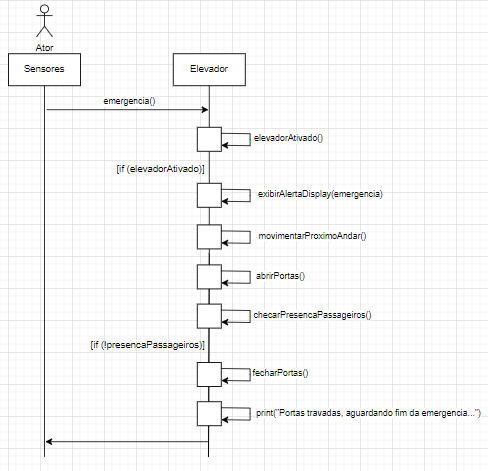 Ator
Sensores
Elevador
emergencia()
elevadorAtivado()
[if (elevadorAtivado)]
exibirAlertaDisplay(emergencia)
movimentarProximoAndar()
abrirPortas()
checarPresencaPassageiros()
[if (!presencaPassageiros)]
fecharPortas()
print("Portas travadas, aguardando fim da emergencia...")